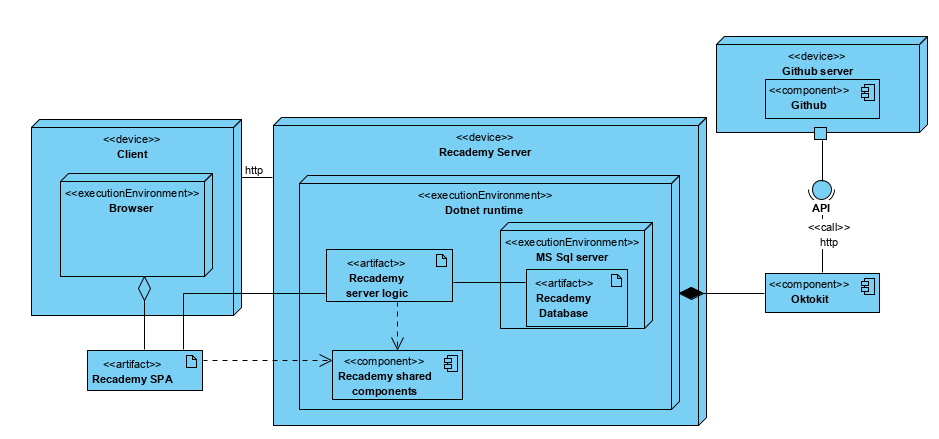 <<device>>
Client
<<executionEnvironment>>
Browser
<<artifact>>
Recademy SPA
http
<<device>>
Recademy Server
<<executionEnvironment>>
Dotnet runtime
<<artifact>>
Recademy
server logic
<<executionEnvironment>>
MS Sql server
<<artifact>>
Recademy
Database
<<component>>
Recademy shared
components
<<device>>
Github server
<<component>>
Github
API
<<call>>
http
<<component>>
Oktokit